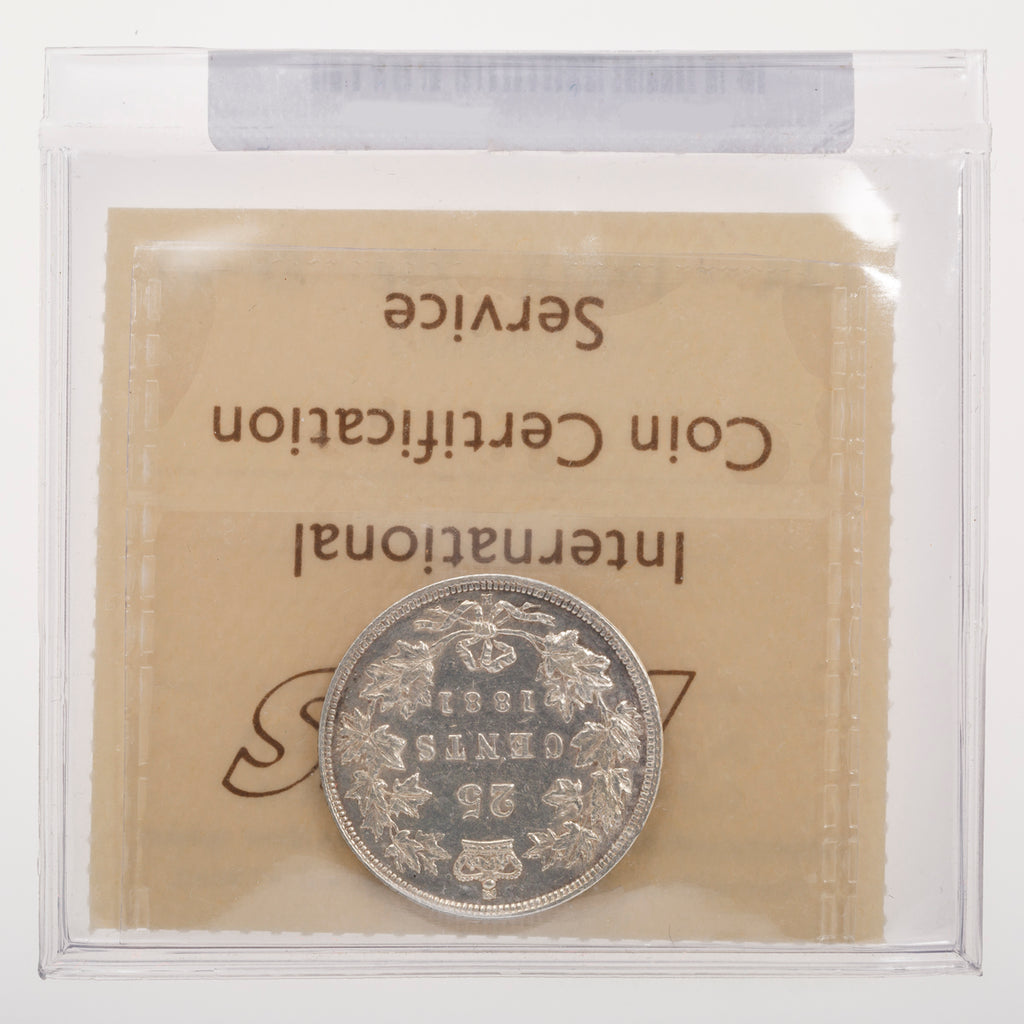 25
CENTS
1881
H
International
Coin Certification
Service